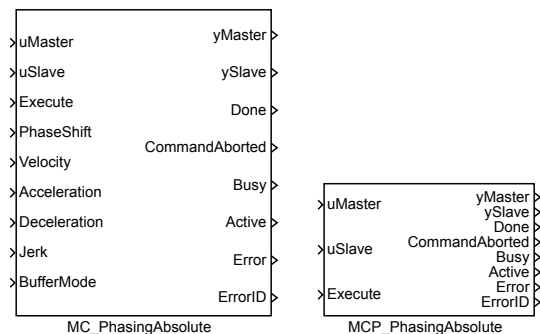 uMaster
uSlave
Execute
PhaseShift
Velocity
Acceleration
Deceleration
Jerk
BufferMode
yMaster
ySlave
Done
CommandAborted
Busy
Active
Error
ErrorID
MC_PhasingAbsolute
uMaster
uSlave
Execute
yMaster
ySlave
Done
CommandAborted
Busy
Active
Error
ErrorID
MCP_PhasingAbsolute